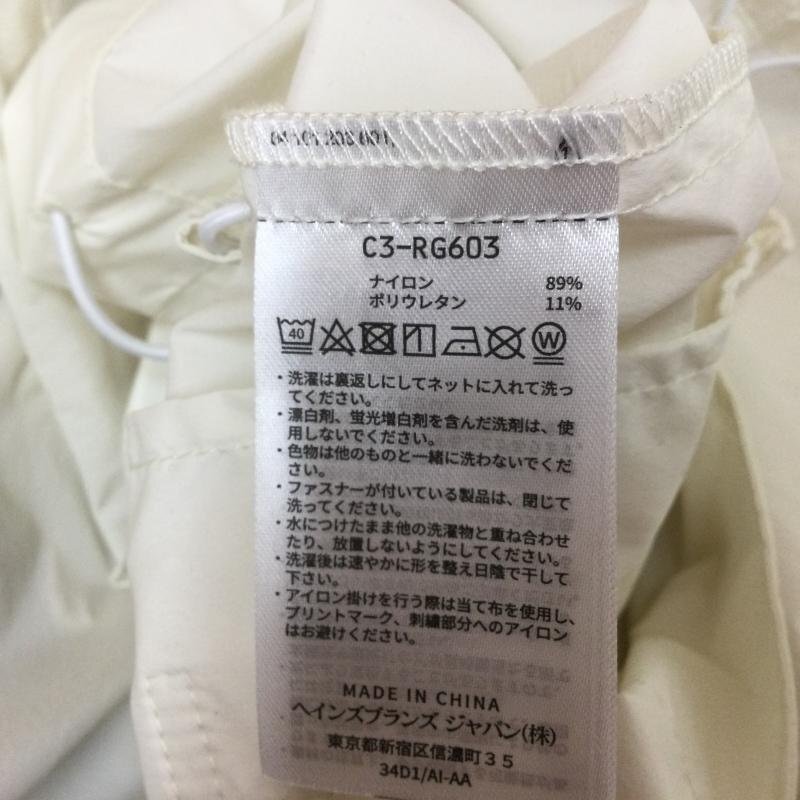 C3-RG603
ナイロン 89%
ポリウレタン 11%
40
W
・洗濯は裏返しにしてネットに入れて洗っ
てください。
・漂白剤、蛍光増白剤を含んだ洗剤は、使
用しないでください。
・色物は他のものと一緒に洗わないでくだ
さい。
・ファスナーが付いている製品は、閉じて
洗ってください。
・水につけたまま他の洗濯物と重ね合わせ
たり、放置しないようにしてください。
・洗濯後は速やかに形を整え日陰で干して
下さい。
・アイロン掛けを行う際は当て布を使用し、
プリントマーク、刺繍部分へのアイロン
はお避けください。
MADE IN CHINA
ヘインズブランズ ジャパン(株)
東京都新宿区信濃町３５
34D1/AI-AA